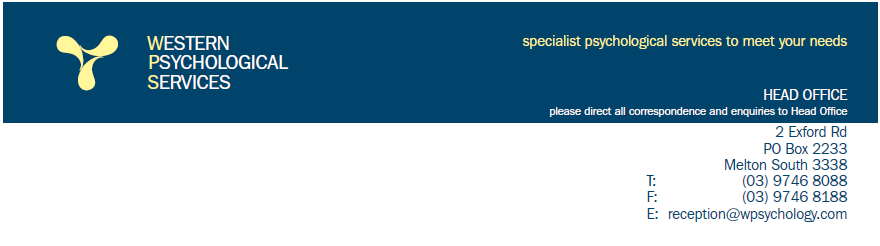 WESTERN
PSYCHOLOGICAL
SERVICES
specialist psychological services to meet your needs
HEAD OFFICE
please direct all correspondence and enquiries to Head Office
2 Exford Rd
PO Box 2233
Melton South 3338
T: (03) 9746 8088
F: (03) 9746 8188
E: reception@wpsychology.com